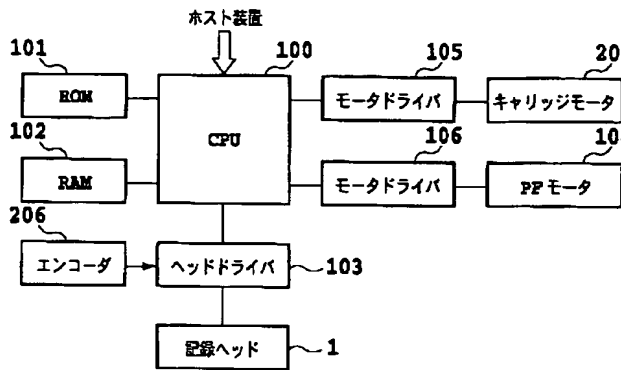 ホスト装置
101
100
105
20
ROM
CPU
モータドライバ
キャリッジモータ
102
106
10
RAM
モータドライバ
PFモータ
206
エンコーダ
ヘッドドライバ
103
記録ヘッド
1